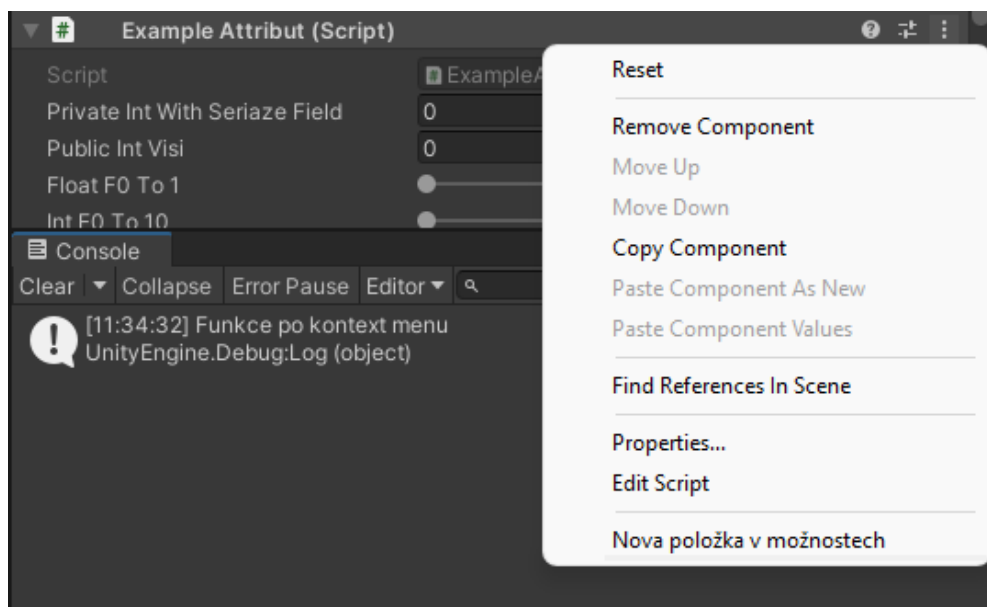 Example Attribut (Script)
Script
ExampleA
Private Int With Seriaze Field
0
Public Int Visi
0
Float F0 To 1
Int F0 To 10
Console
Clear
Collapse
Error Pause
Editor
[11:34:32] Funkce po kontext menu
UnityEngine.Debug:Log (object)
Reset
Remove Component
Move Up
Move Down
Copy Component
Paste Component As New
Paste Component Values
Find References In Scene
Properties...
Edit Script
Nova položka v možnostech